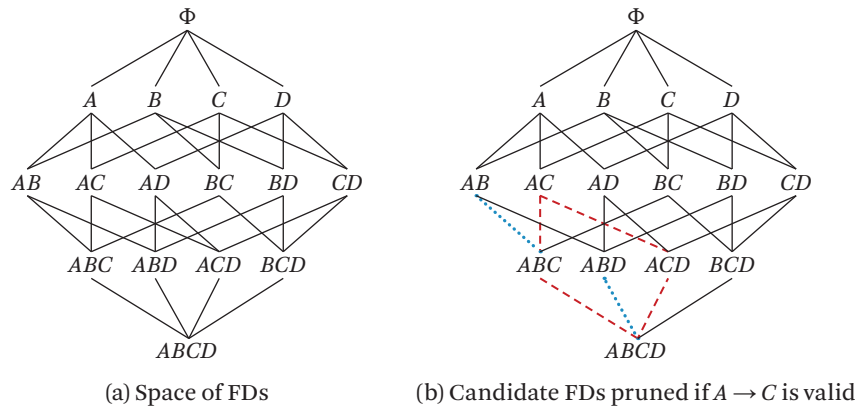 Φ Φ
A B C D A B C D
AB AC AD BC BD CD AB AC AD BC BD CD
ABC ABD ACD BCD ABC ABD ACD BCD
ABCD ABCD
(a) Space of FDs (b) Candidate FDs pruned if A → C is valid